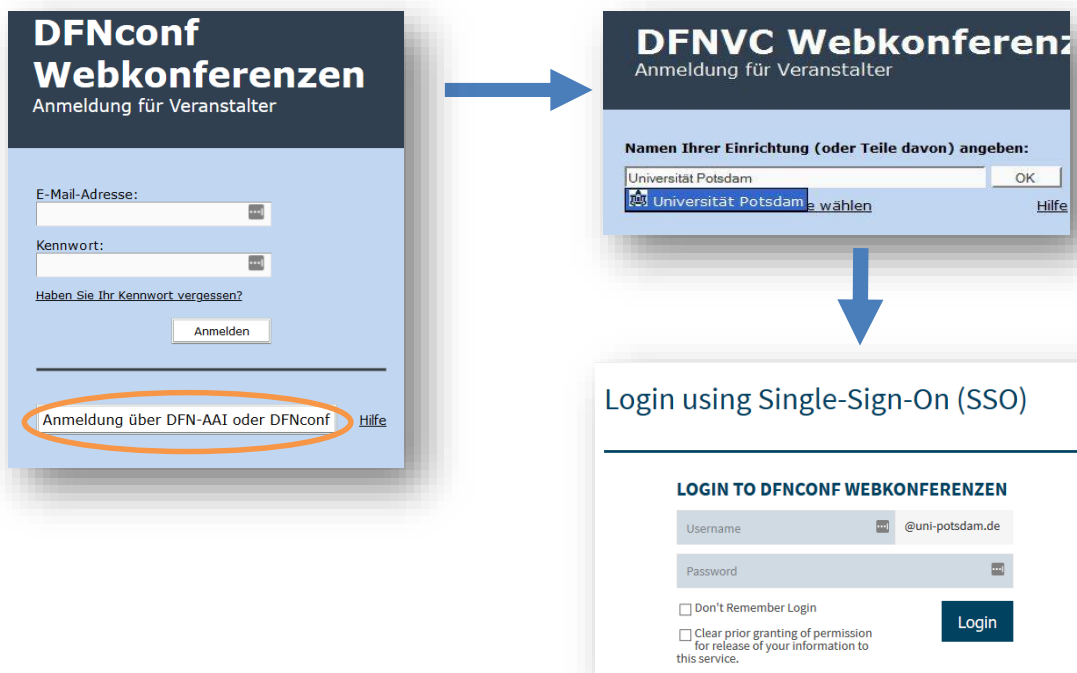 DFNconf
Webkonferenzen
Anmeldung für Veranstalter
E-Mail-Adresse:
Kennwort:
Haben Sie Ihr Kennwort vergessen?
Anmelden
Anmeldung über DFN-AAI oder DFNconf
Hilfe
DFNVC Webkonferenz
Anmeldung für Veranstalter
Namen Ihrer Einrichtung (oder Teile davon) angeben:
Universität Potsdam
OK
Universität Potsdam
e wählen
Hilfe
Login using Single-Sign-On (SSO)
LOGIN TO DFNCONF WEBKONFERENZEN
Username
@uni-potsdam.de
Password
Don't Remember Login
Login
Clear prior granting of permission
for release of your information to
this service.